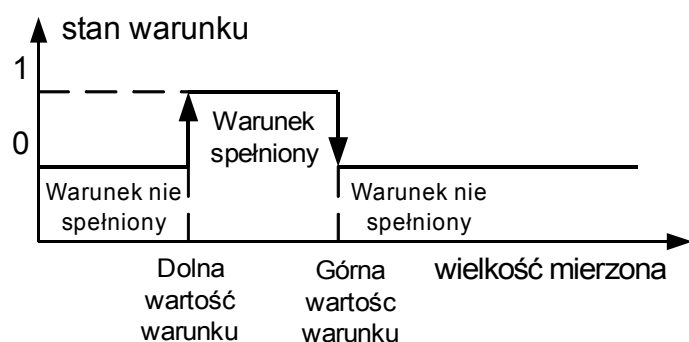 stan warunku
1
0
Warunek
spełniony
Warunek nie
spełniony
Warunek nie
spełniony
Dolna
wartość
warunku
Górna
wartośc
warunku
wielkość mierzona